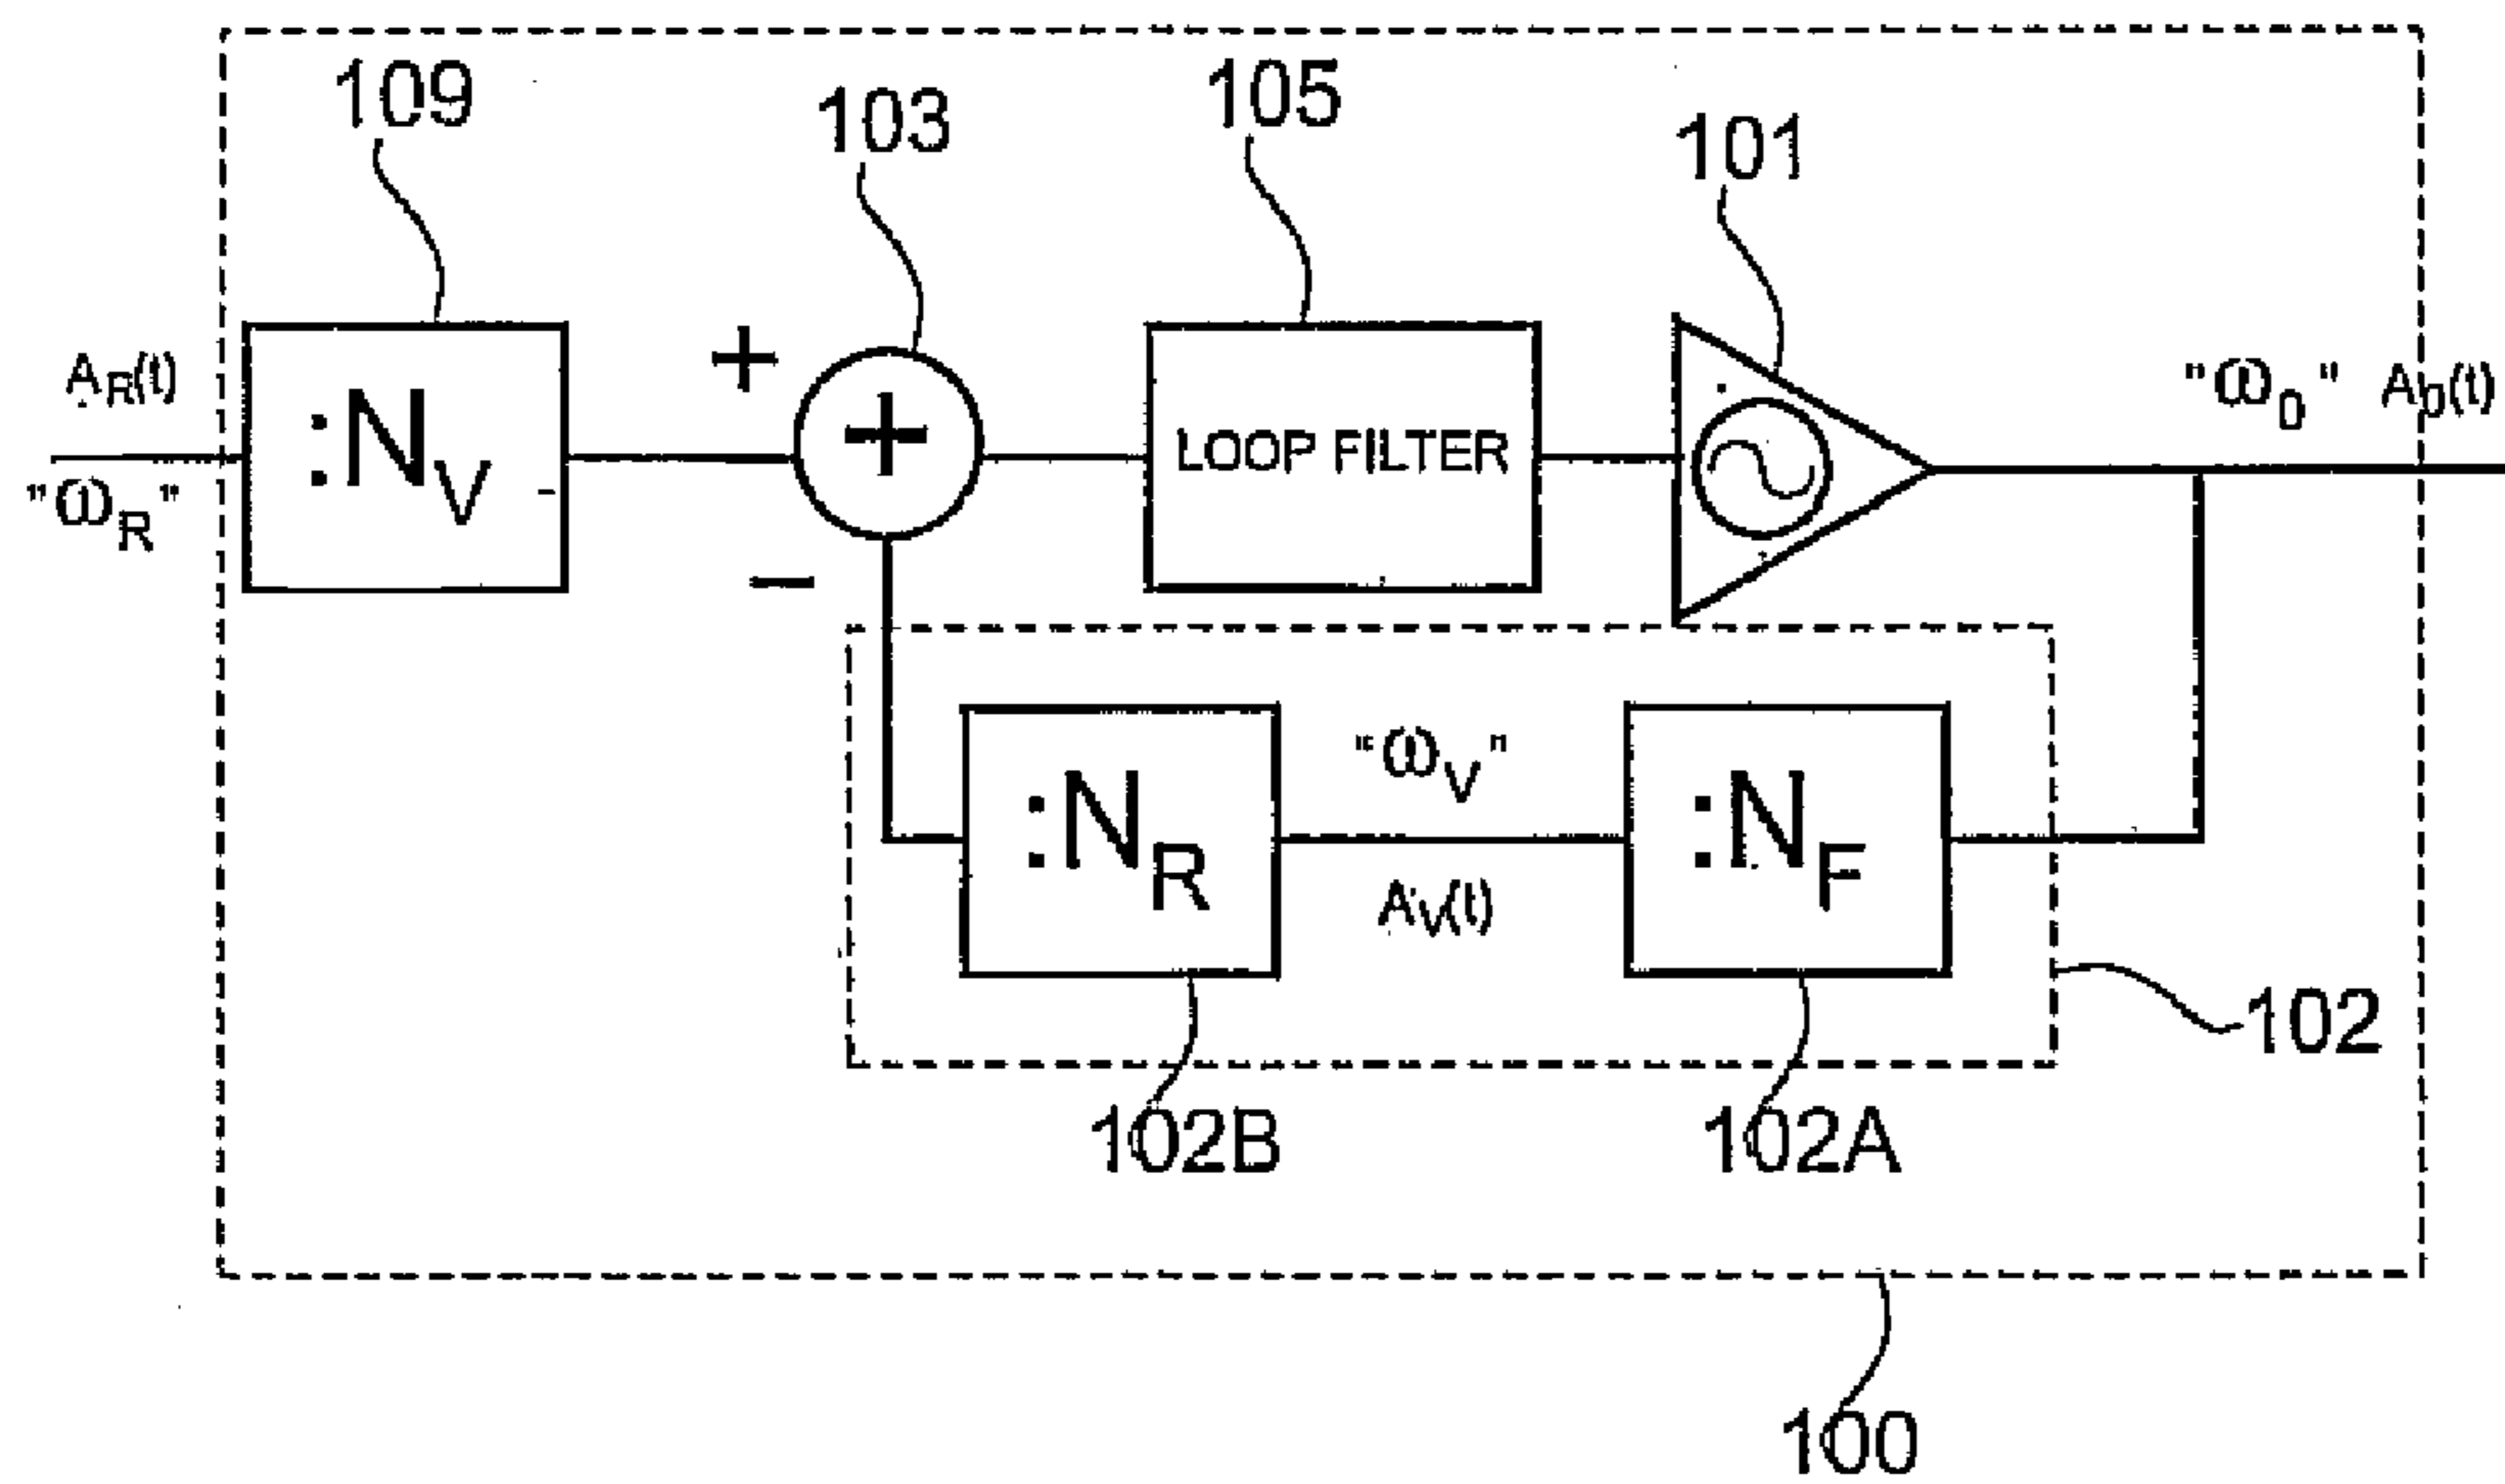 109
103
105
101
+
A_R(t)
:N_V
+
LOOP FILTER
"ω_0" A_0(t)
"ω_R"
−
:N_R
"ω_V"
:N_F
A_V(t)
102
102B
102A
100